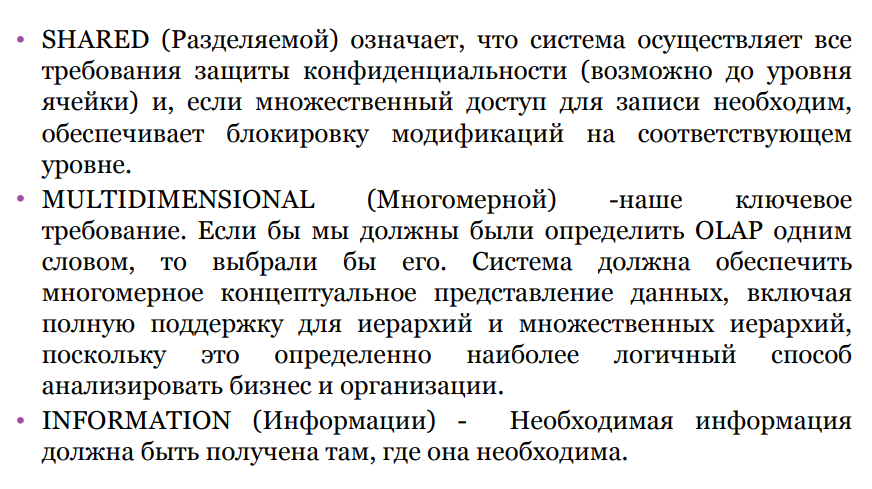 • SHARED (Разделяемой) означает, что система осуществляет все
требования защиты конфиденциальности (возможно до уровня
ячейки) и, если множественный доступ для записи необходим,
обеспечивает блокировку модификаций на соответствующем
уровне.
• MULTIDIMENSIONAL (Многомерной) -наше ключевое
требование. Если бы мы должны были определить OLAP одним
словом, то выбрали бы его. Система должна обеспечить
многомерное концептуальное представление данных, включая
полную поддержку для иерархий и множественных иерархий,
поскольку это определенно наиболее логичный способ
анализировать бизнес и организации.
• INFORMATION (Информации) - Необходимая информация
должна быть получена там, где она необходима.